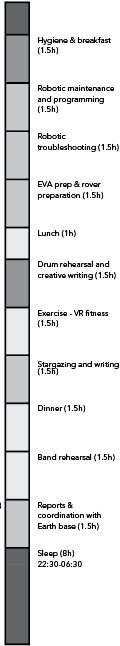 Hygiene & breakfast
(1.5h)
Robotic maintenance
and programming
(1.5h)
Robotic
troubleshooting (1.5h)
EVA prep & rover
preparation (1.5h)
Lunch (1h)
Drum rehearsal and
creative writing (1.5h)
Exercise - VR fitness
(1.5h)
Stargazing and writing
(1.5h)
Dinner (1.5h)
Band rehearsal (1.5h)
Reports &
coordination with
Earth base (1.5h)
Sleep (8h)
22:30-06:30